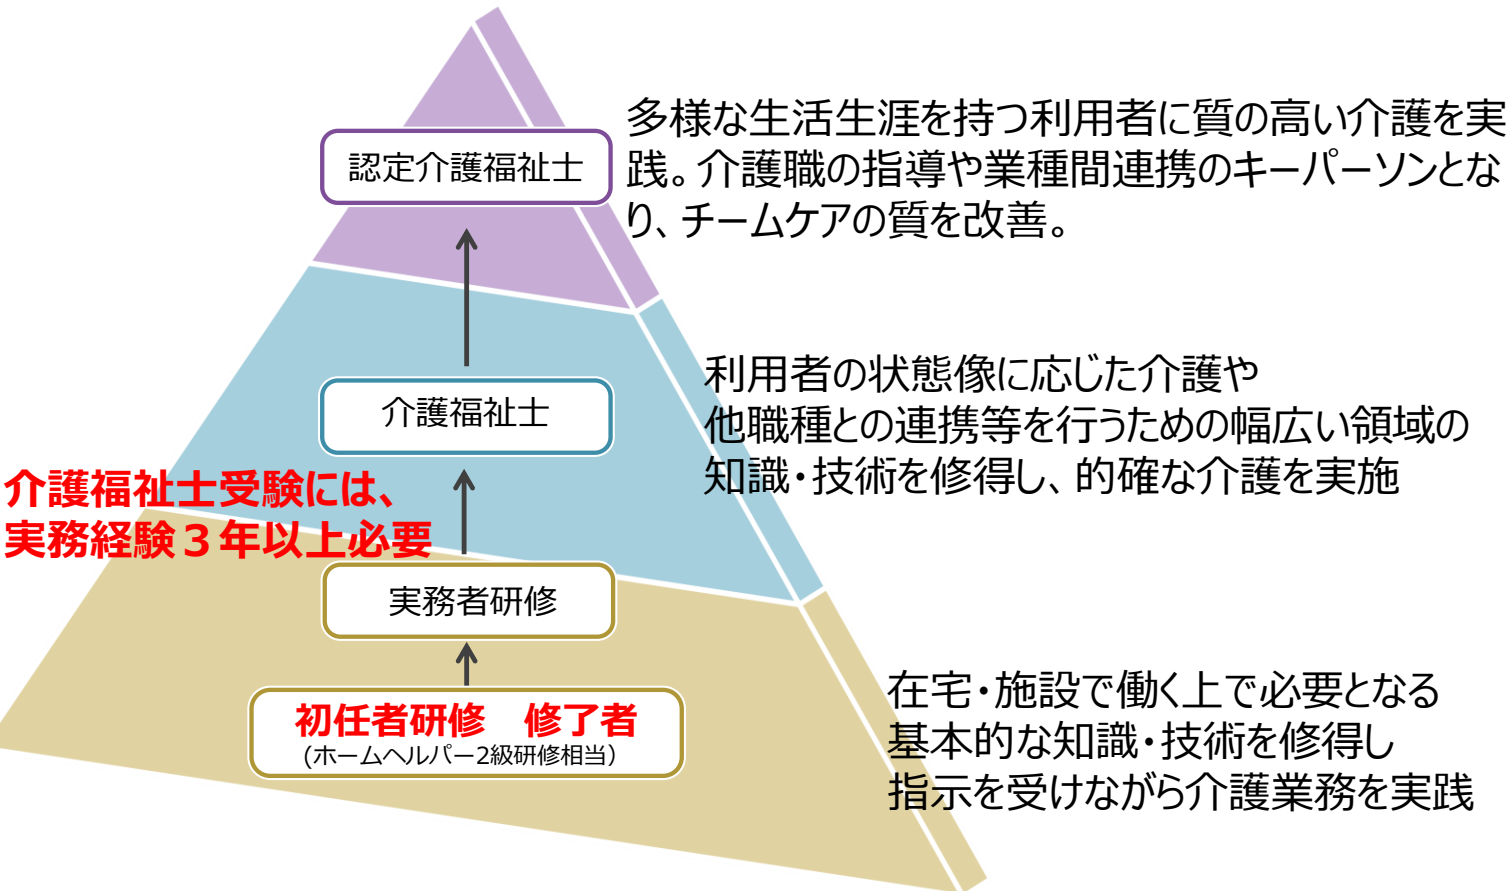 認定介護福祉士
多様な生活生涯を持つ利用者に質の高い介護を実
践。介護職の指導や業種間連携のキーパーソンとな
り、チームケアの質を改善。
介護福祉士
利用者の状態像に応じた介護や
他職種との連携等を行うための幅広い領域の
知識・技術を修得し、的確な介護を実施
介護福祉士受験には、
実務経験３年以上必要
実務者研修
初任者研修　修了者
(ホームヘルパー2級研修相当）
在宅・施設で働く上で必要となる
基本的な知識・技術を修得し
指示を受けながら介護業務を実践